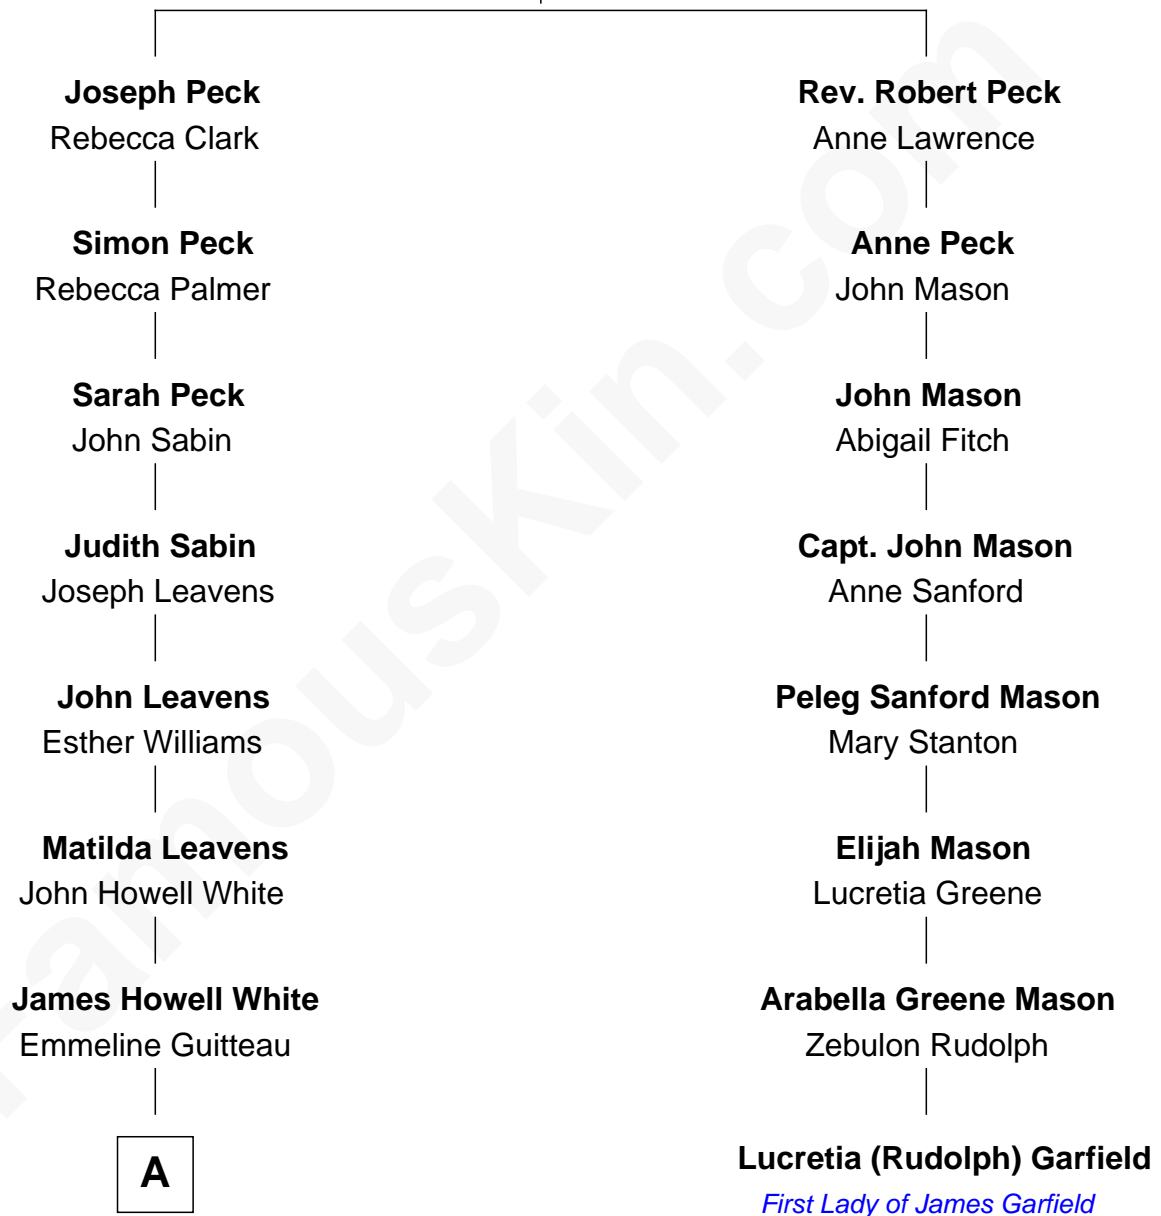 Joseph Peck
Rebecca Clark
Rev. Robert Peck
Anne Lawrence
Simon Peck
Rebecca Palmer
Anne Peck
John Mason
Sarah Peck
John Sabin
John Mason
Abigail Fitch
Judith Sabin
Joseph Leavens
Capt. John Mason
Anne Sanford
John Leavens
Esther Williams
Peleg Sanford Mason
Mary Stanton
Matilda Leavens
John Howell White
Elijah Mason
Lucretia Greene
James Howell White
Emmeline Guitteau
Arabella Greene Mason
Zebulon Rudolph
A
Lucretia (Rudolph) Garfield
First Lady of James Garfield
FamousKin.com